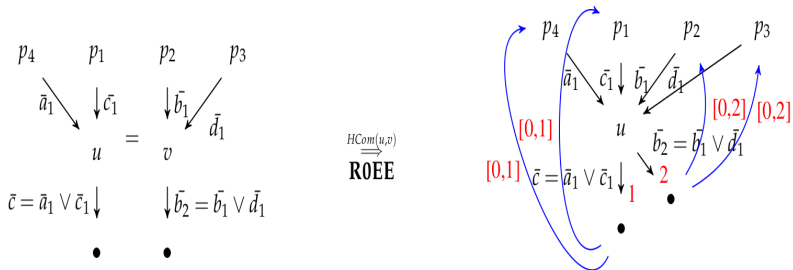 p₄ p₁ p₂ p₃ p₄ p₁ p₂ p₃
ā₁ c̄₁ b̄₁ d̄₁ ā₁ c̄₁ b̄₁ d̄₁
u = v HCom(u,v) u [0,1] [0,2] [0,2]
⇒ b̄₂ = b̄₁ ∨ d̄₁
R0EE
c̄ = ā₁ ∨ c̄₁ b̄₂ = b̄₁ ∨ d̄₁ [0,1] c̄ = ā₁ ∨ c̄₁ 1 2